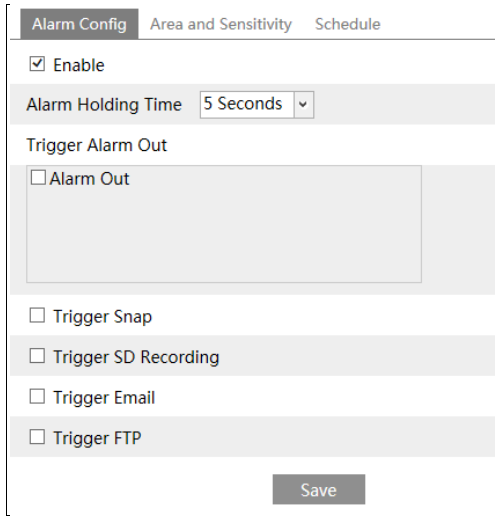 Alarm Config Area and Sensitivity Schedule
Enable
Alarm Holding Time 5 Seconds
Trigger Alarm Out
Alarm Out
Trigger Snap
Trigger SD Recording
Trigger Email
Trigger FTP
Save